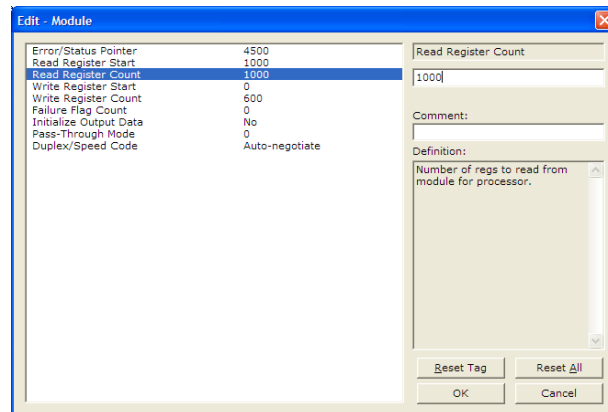 Edit - Module
Error/Status Pointer 4500
Read Register Start 1000
Read Register Count 1000
Write Register Start 0
Write Register Count 600
Failure Flag Count 0
Initialize Output Data No
Pass-Through Mode 0
Duplex/Speed Code Auto-negotiate
Read Register Count
1000
Comment:
Definition:
Number of regs to read from
module for processor.
Reset Tag Reset All
OK Cancel